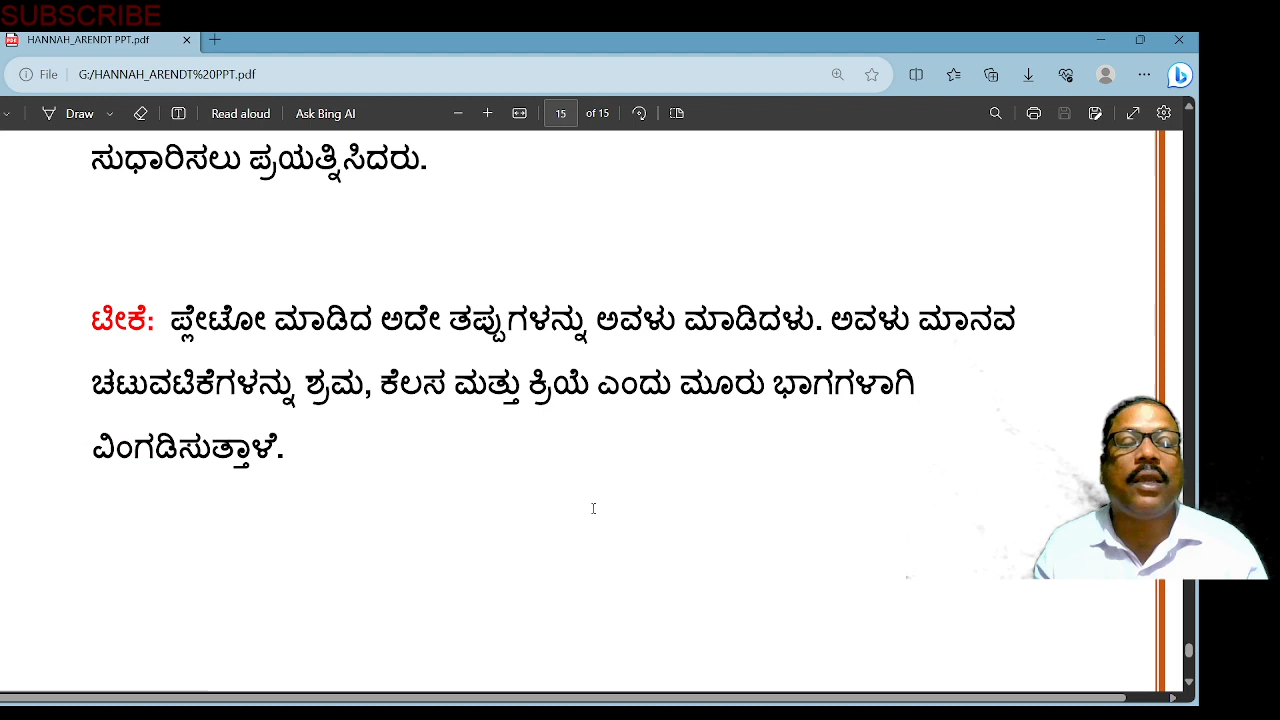 SUBSCRIBE
HANNAH_ARENDT PPT.pdf
File G:/HANNAH_ARENDT%20PPT.pdf
Draw Read aloud Ask Bing AI 15 of 15
ಸುಧಾರಿಸಲು ಪ್ರಯತ್ನಿಸಿದರು.
ಟೀಕೆ: ಪ್ಲೇಟೋ ಮಾಡಿದ ಅದೇ ತಪ್ಪುಗಳನ್ನು ಅವಳು ಮಾಡಿದಳು. ಅವಳು ಮಾನವ
ಚಟುವಟಿಕೆಗಳನ್ನು ಶ್ರಮ, ಕೆಲಸ ಮತ್ತು ಕ್ರಿಯೆ ಎಂದು ಮೂರು ಭಾಗಗಳಾಗಿ
ವಿಂಗಡಿಸುತ್ತಾಳೆ.